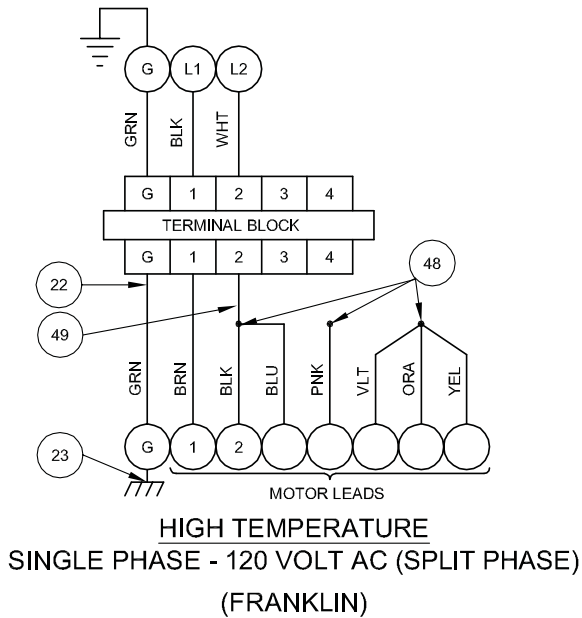 G L1 L2
GRN BLK WHT
G 1 2 3 4
TERMINAL BLOCK
G 1 2 3 4
22
48
49
GRN BRN BLK BLU PNK VLT ORA YEL
G 1 2
23
MOTOR LEADS
HIGH TEMPERATURE
SINGLE PHASE - 120 VOLT AC (SPLIT PHASE)
(FRANKLIN)